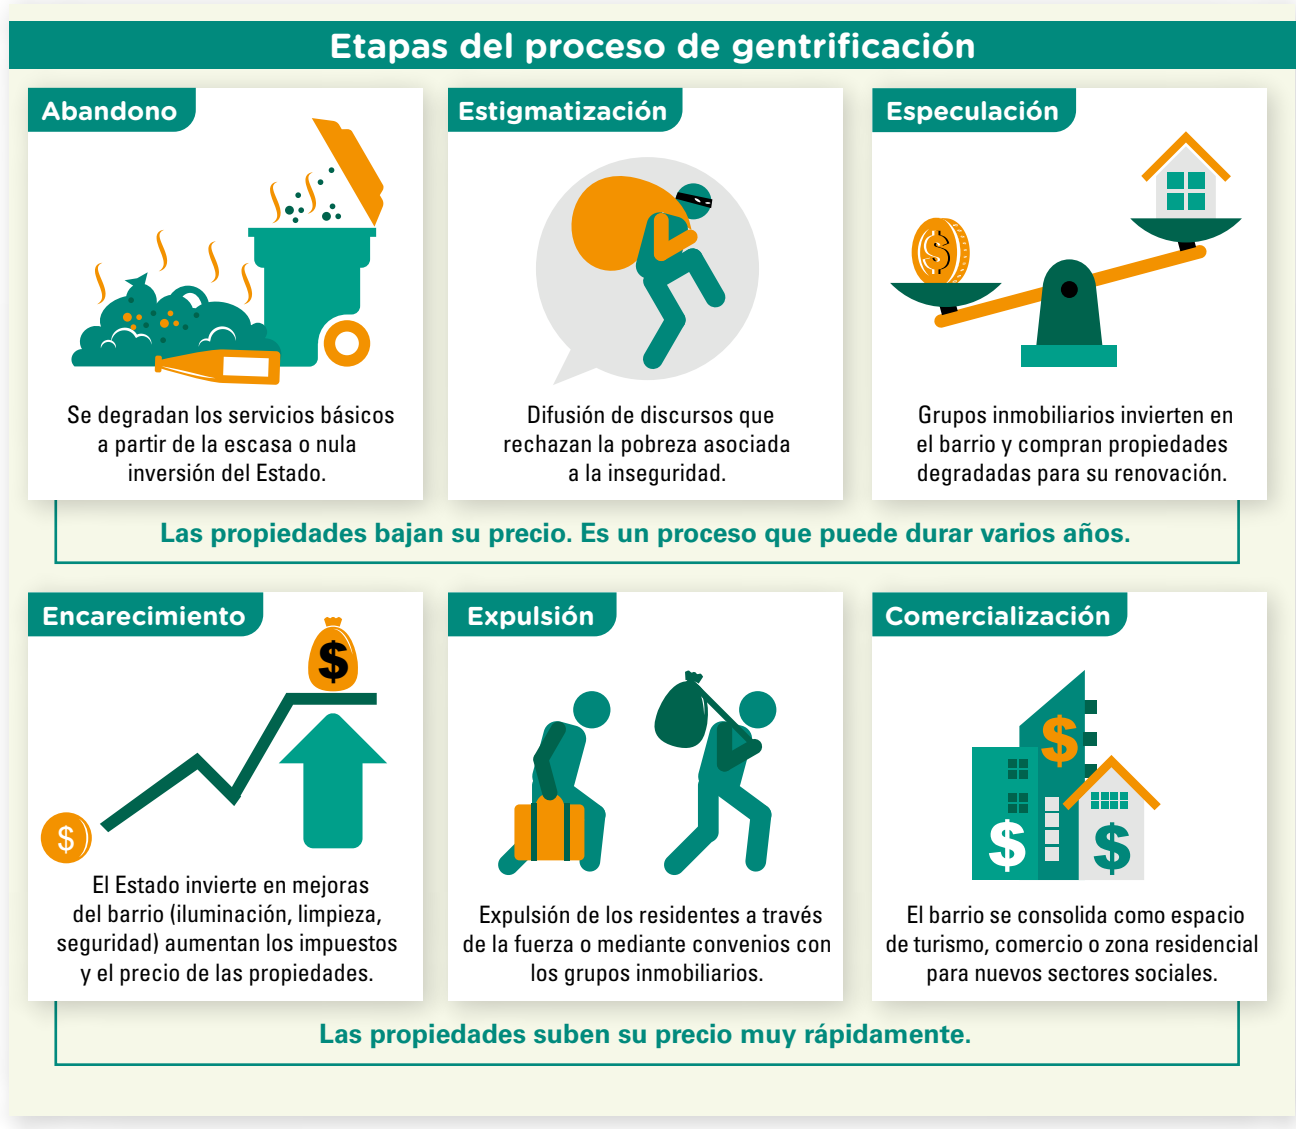 Etapas del proceso de gentrificación
Abandono
Se degradan los servicios básicos
a partir de la escasa o nula
inversión del Estado.
Estigmatización
Difusión de discursos que
rechazan la pobreza asociada
a la inseguridad.
Especulación
$
Grupos inmobiliarios invierten en
el barrio y compran propiedades
degradadas para su renovación.
Las propiedades bajan su precio. Es un proceso que puede durar varios años.
Encarecimiento
$
$
El Estado invierte en mejoras
del barrio (iluminación, limpieza,
seguridad) aumentan los impuestos
y el precio de las propiedades.
Expulsión
Expulsión de los residentes a través
de la fuerza o mediante convenios con
los grupos inmobiliarios.
Comercialización
$
$
$
El barrio se consolida como espacio
de turismo, comercio o zona residencial
para nuevos sectores sociales.
Las propiedades suben su precio muy rápidamente.